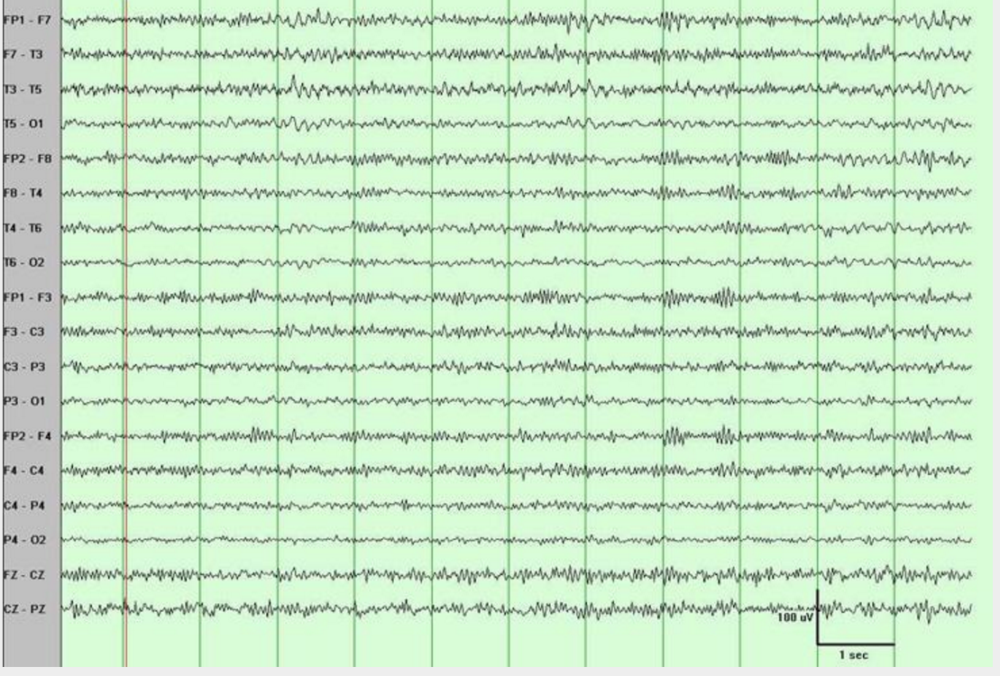 FP1 - F7
F7 - T3
T3 - T5
T5 - O1
FP2 - F8
F8 - T4
T4 - T6
T6 - O2
FP1 - F3
F3 - C3
C3 - P3
P3 - O1
FP2 - F4
F4 - C4
C4 - P4
P4 - O2
FZ - CZ
CZ - PZ
100 uV
1 sec